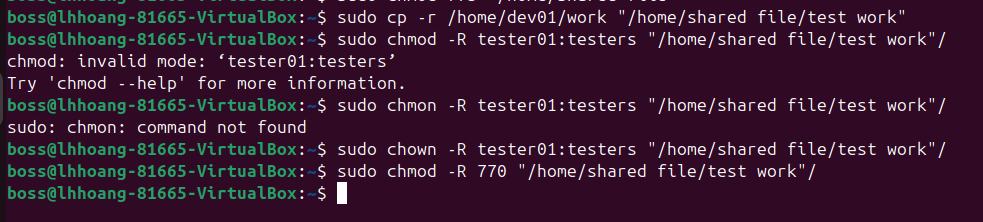 boss@lhhoang-81665-VirtualBox:~$ sudo cp -r /home/dev01/work "/home/shared file/test work"
boss@lhhoang-81665-VirtualBox:~$ sudo chmod -R tester01:testers "/home/shared file/test work"/
chmod: invalid mode: ‘tester01:testers’
Try 'chmod --help' for more information.
boss@lhhoang-81665-VirtualBox:~$ sudo chmon -R tester01:testers "/home/shared file/test work"/
sudo: chmon: command not found
boss@lhhoang-81665-VirtualBox:~$ sudo chown -R tester01:testers "/home/shared file/test work"/
boss@lhhoang-81665-VirtualBox:~$ sudo chmod -R 770 "/home/shared file/test work"/
boss@lhhoang-81665-VirtualBox:~$